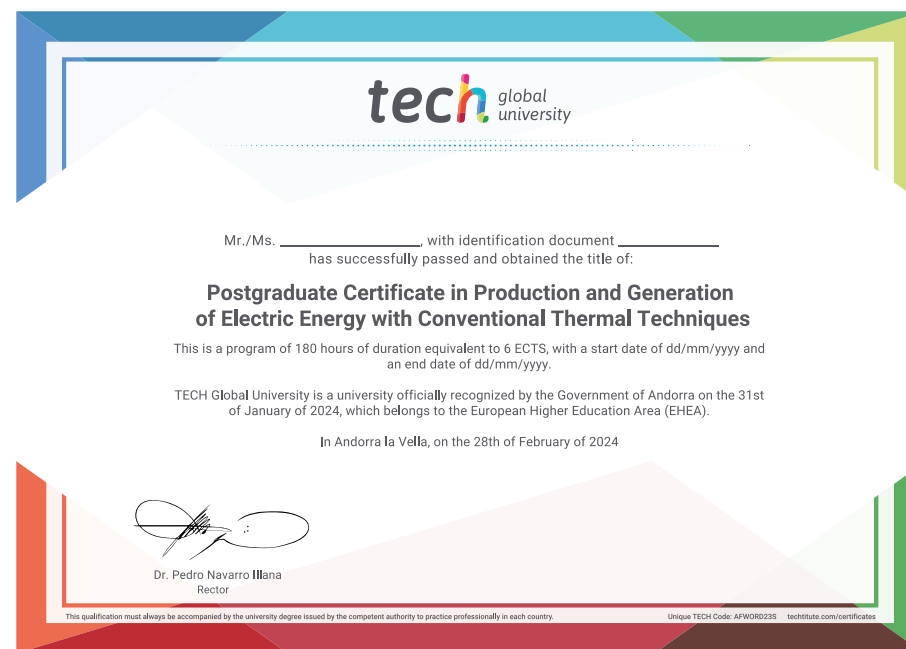 tech global
university
Mr./Ms. ____________________, with identification document ______________
has successfully passed and obtained the title of:
Postgraduate Certificate in Production and Generation
of Electric Energy with Conventional Thermal Techniques
This is a program of 180 hours of duration equivalent to 6 ECTS, with a start date of dd/mm/yyyy and
an end date of dd/mm/yyyy.
TECH Global University is a university officially recognized by the Government of Andorra on the 31st
of January of 2024, which belongs to the European Higher Education Area (EHEA).
In Andorra la Vella, on the 28th of February of 2024
Dr. Pedro Navarro Illana
Rector
This qualification must always be accompanied by the university degree issued by the competent authority to practice professionally in each country. Unique TECH Code: AFWORD23S techtitute.com/certificates